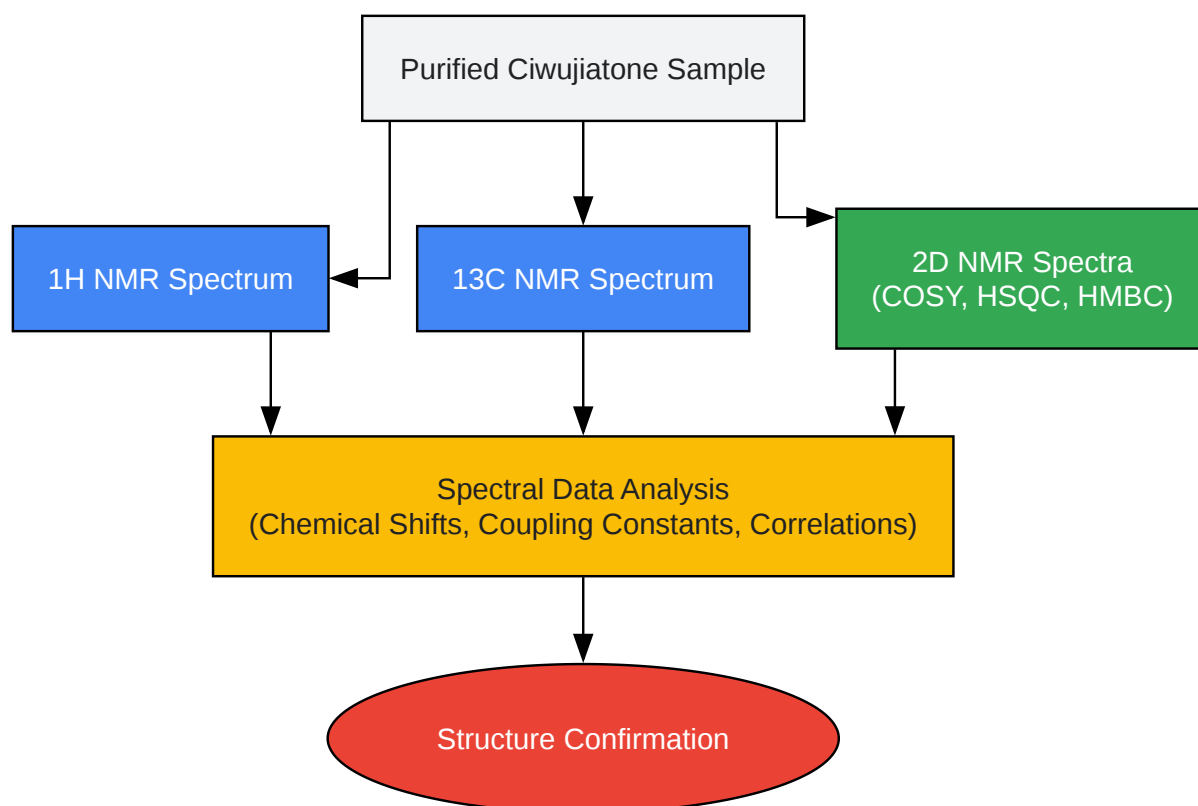 Purified Ciwujiatone Sample
1H NMR Spectrum
13C NMR Spectrum
2D NMR Spectra
(COSY, HSQC, HMBC)
Spectral Data Analysis
(Chemical Shifts, Coupling Constants, Correlations)
Structure Confirmation